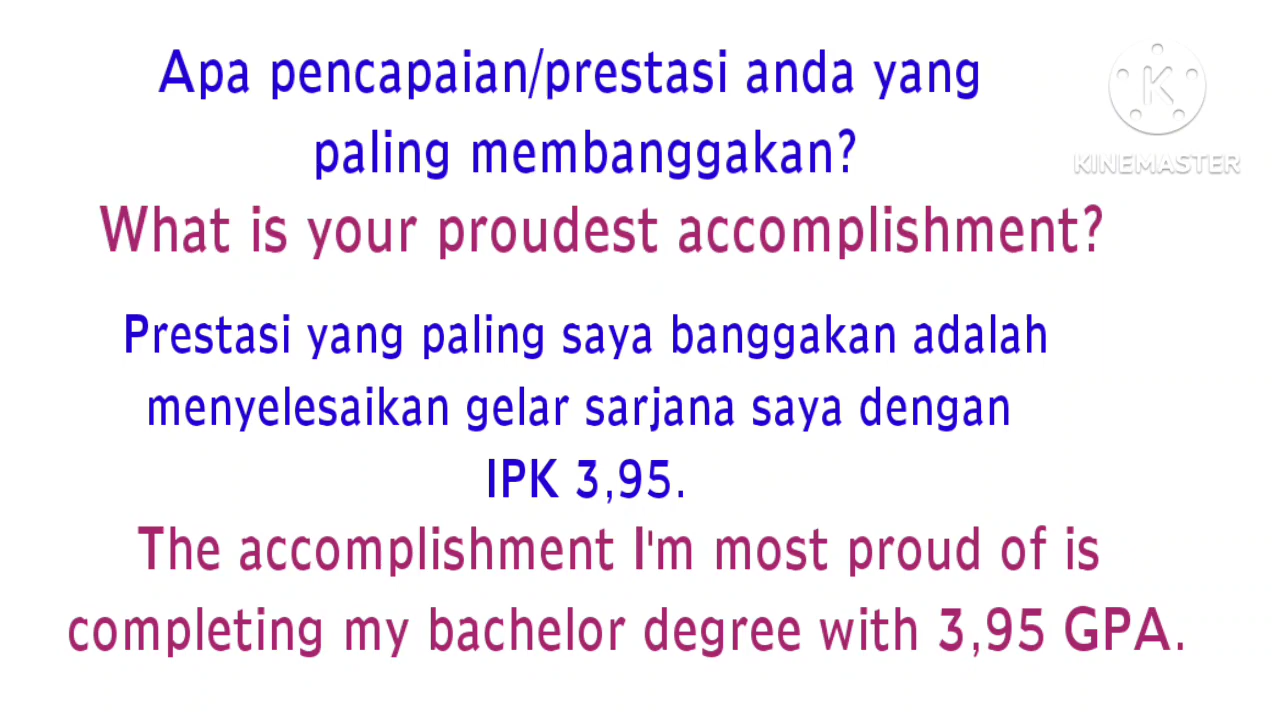 Apa pencapaian/prestasi anda yang
paling membanggakan?
KINEMASTER
What is your proudest accomplishment?
Prestasi yang paling saya banggakan adalah
menyelesaikan gelar sarjana saya dengan
IPK 3,95.
The accomplishment I'm most proud of is
completing my bachelor degree with 3,95 GPA.